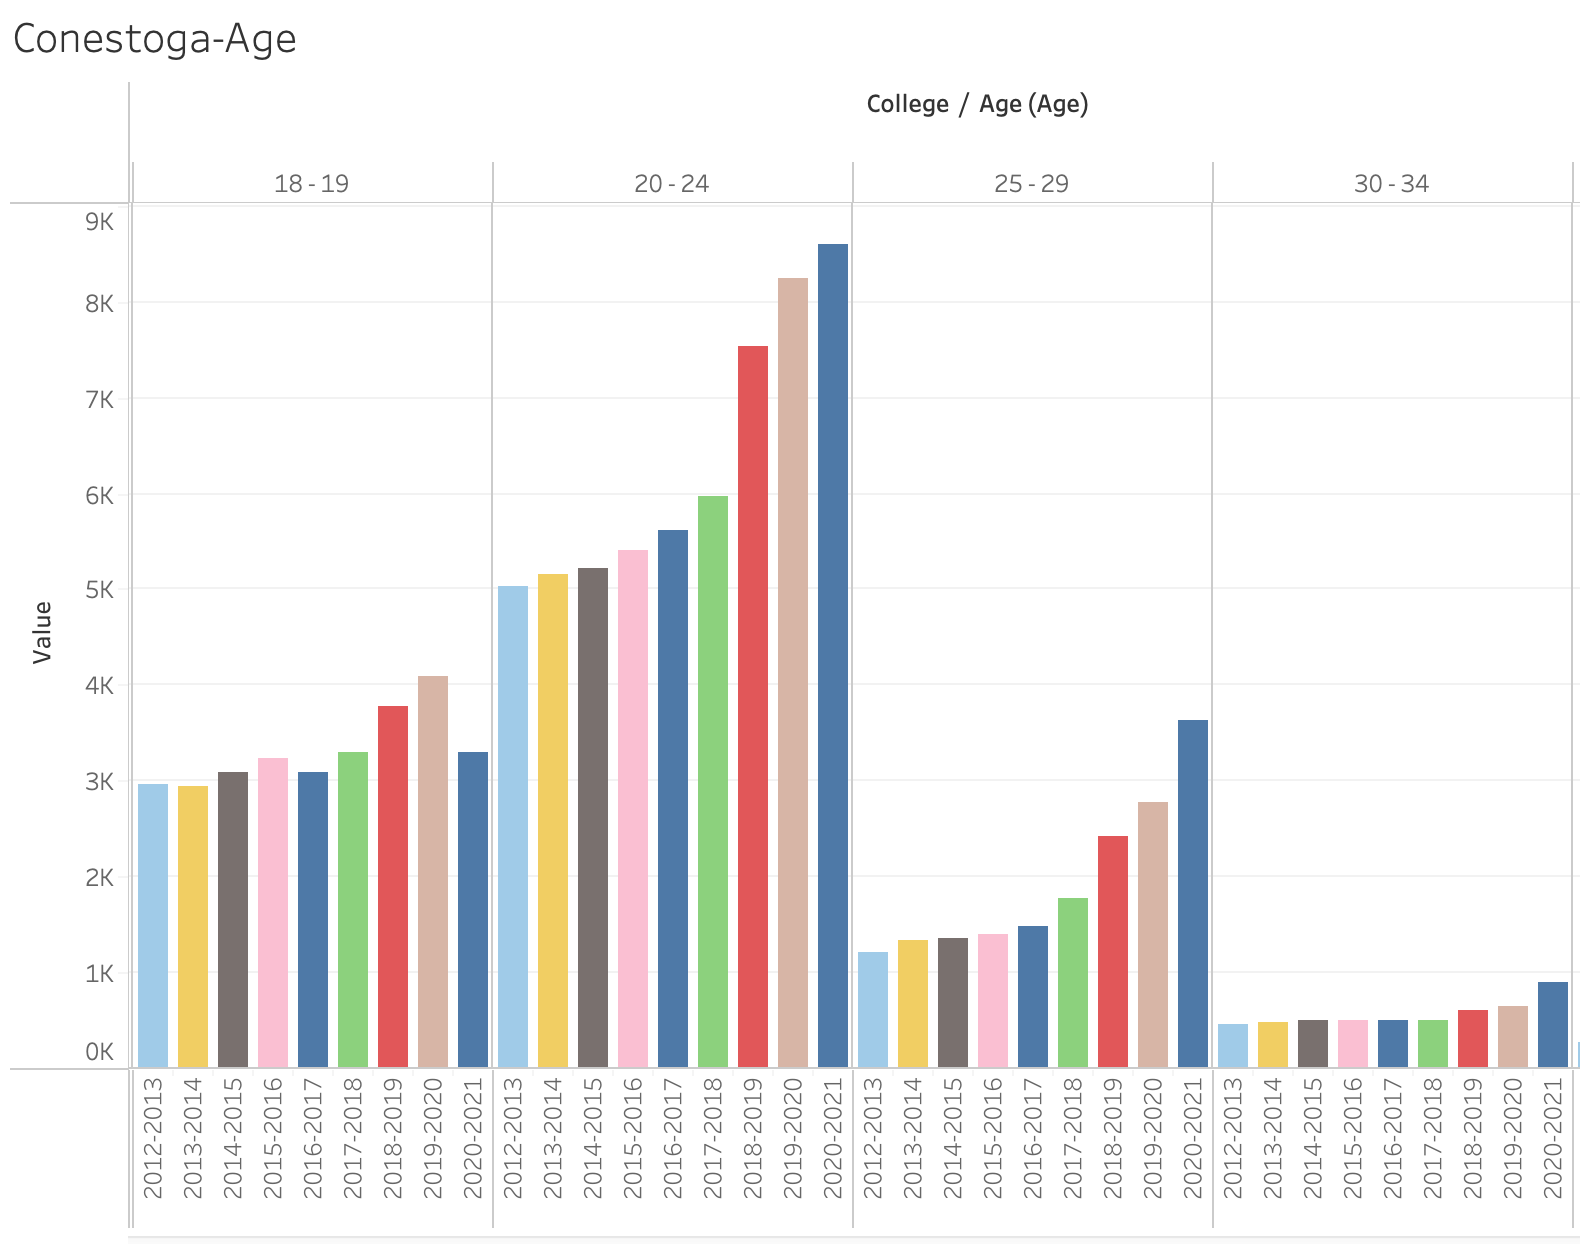 Conestoga-Age
College / Age (Age)
18 - 19
20 - 24
25 - 29
30 - 34
9K
8K
7K
6K
5K
4K
3K
2K
1K
0K
Value
2012-2013
2013-2014
2014-2015
2015-2016
2016-2017
2017-2018
2018-2019
2019-2020
2020-2021
2012-2013
2013-2014
2014-2015
2015-2016
2016-2017
2017-2018
2018-2019
2019-2020
2020-2021
2012-2013
2013-2014
2014-2015
2015-2016
2016-2017
2017-2018
2018-2019
2019-2020
2020-2021
2012-2013
2013-2014
2014-2015
2015-2016
2016-2017
2017-2018
2018-2019
2019-2020
2020-2021